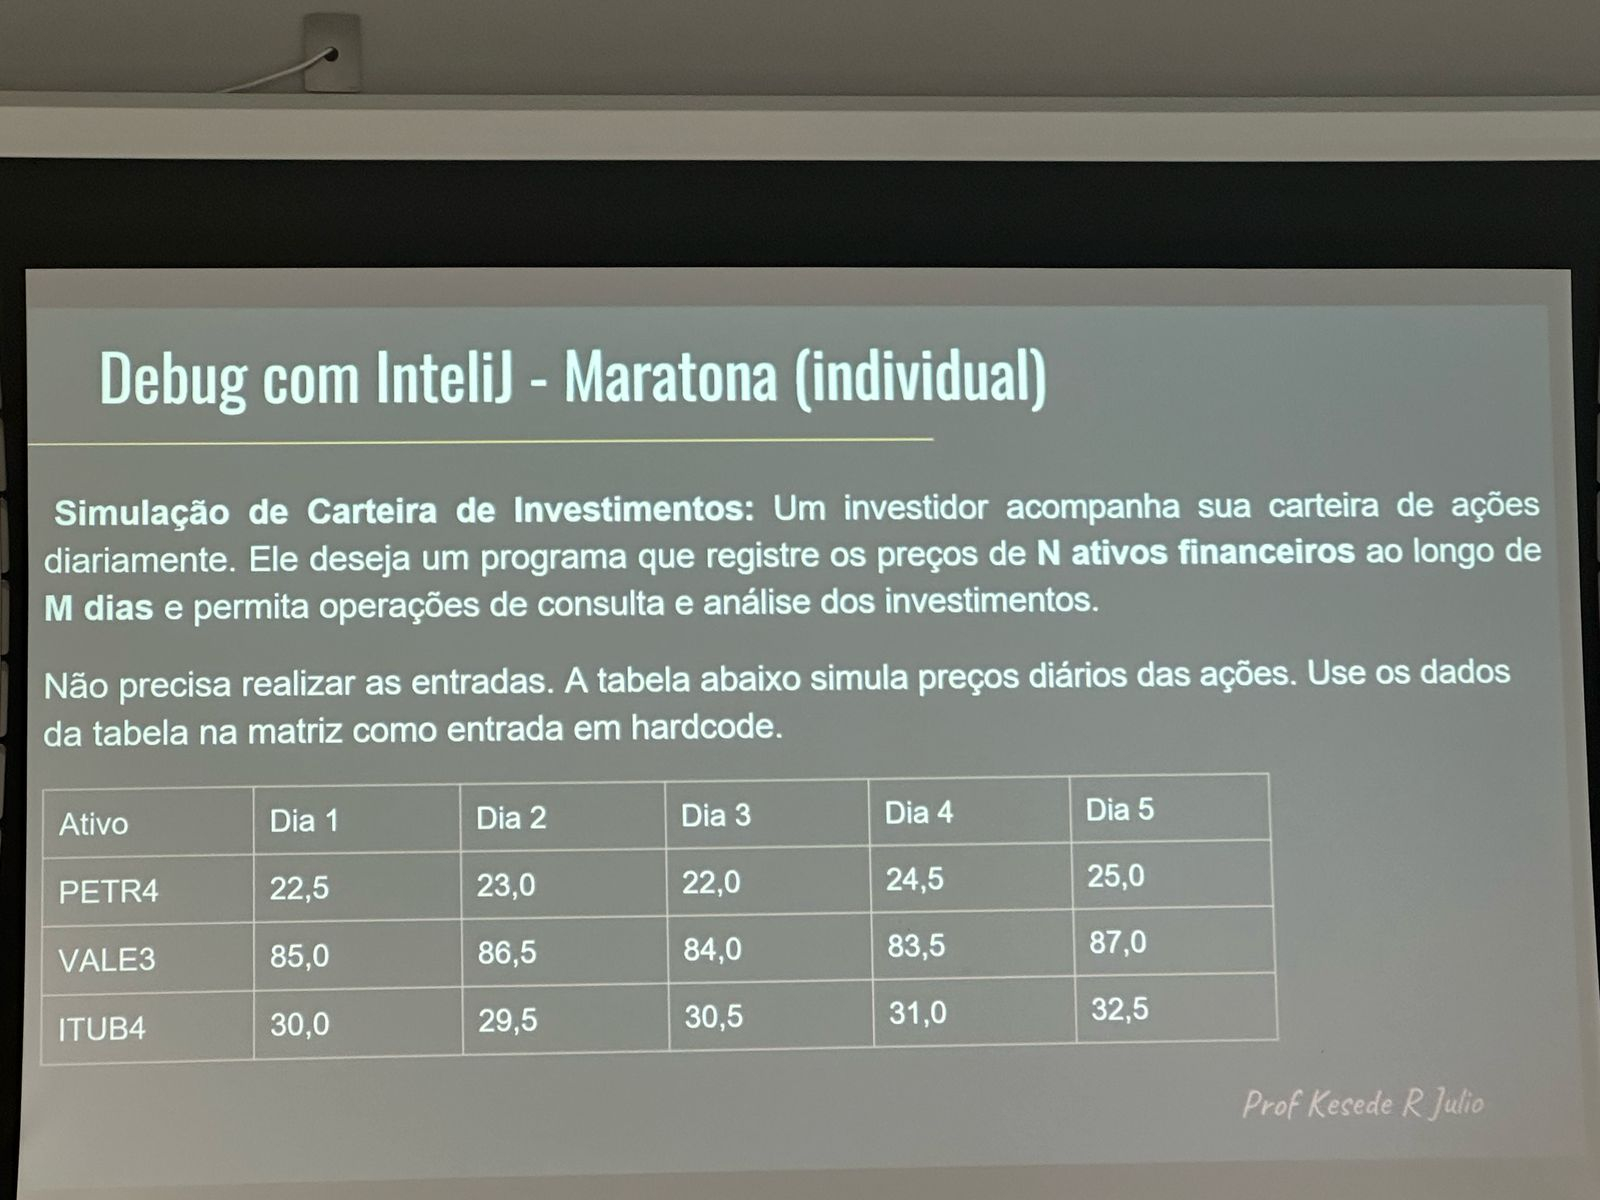 Debug com InteliJ - Maratona (individual)
Simulação de Carteira de Investimentos: Um investidor acompanha sua carteira de ações
diariamente. Ele deseja um programa que registre os preços de N ativos financeiros ao longo de
M dias e permita operações de consulta e análise dos investimentos.
Não precisa realizar as entradas. A tabela abaixo simula preços diários das ações. Use os dados
da tabela na matriz como entrada em hardcode.
Ativo Dia 1 Dia 2 Dia 3 Dia 4 Dia 5
PETR4 22,5 23,0 22,0 24,5 25,0
VALE3 85,0 86,5 84,0 83,5 87,0
ITUB4 30,0 29,5 30,5 31,0 32,5
Prof Kesede R Julio